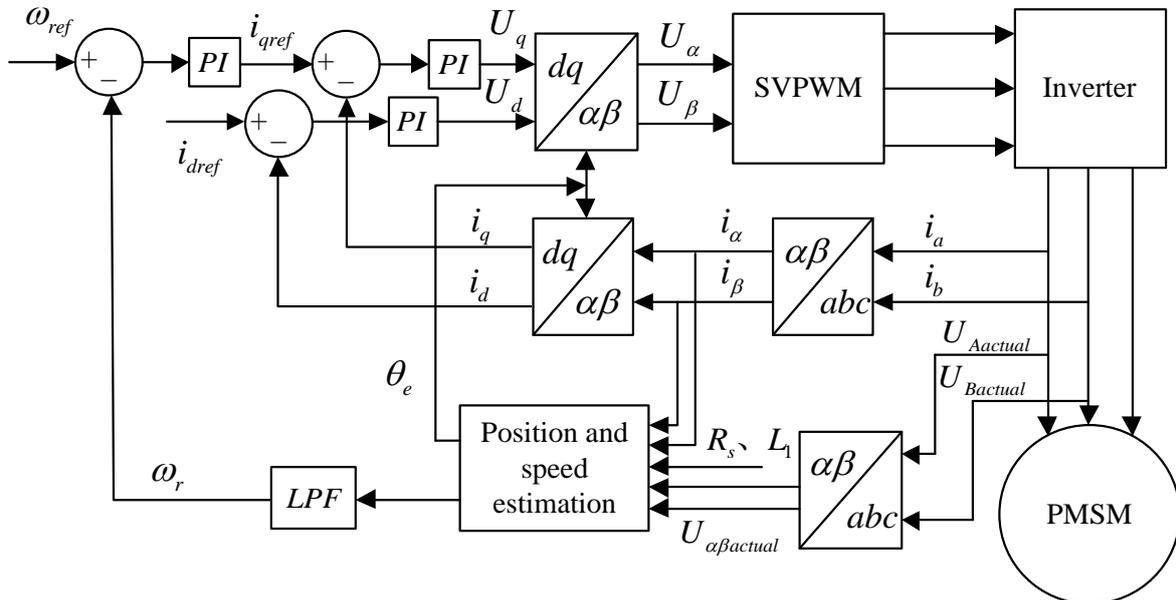 ω_ref
+
−
PI
i_qref
+
−
PI
U_q
dq
αβ
U_α
SVPWM
Inverter
i_dref
+
−
PI
U_d
U_β
i_q
dq
αβ
i_α
αβ
abc
i_a
i_d
i_β
i_b
U_Aactual
U_Bactual
θ_e
Position and
speed
estimation
R_s、L_1
αβ
abc
ω_r
LPF
U_αβactual
PMSM